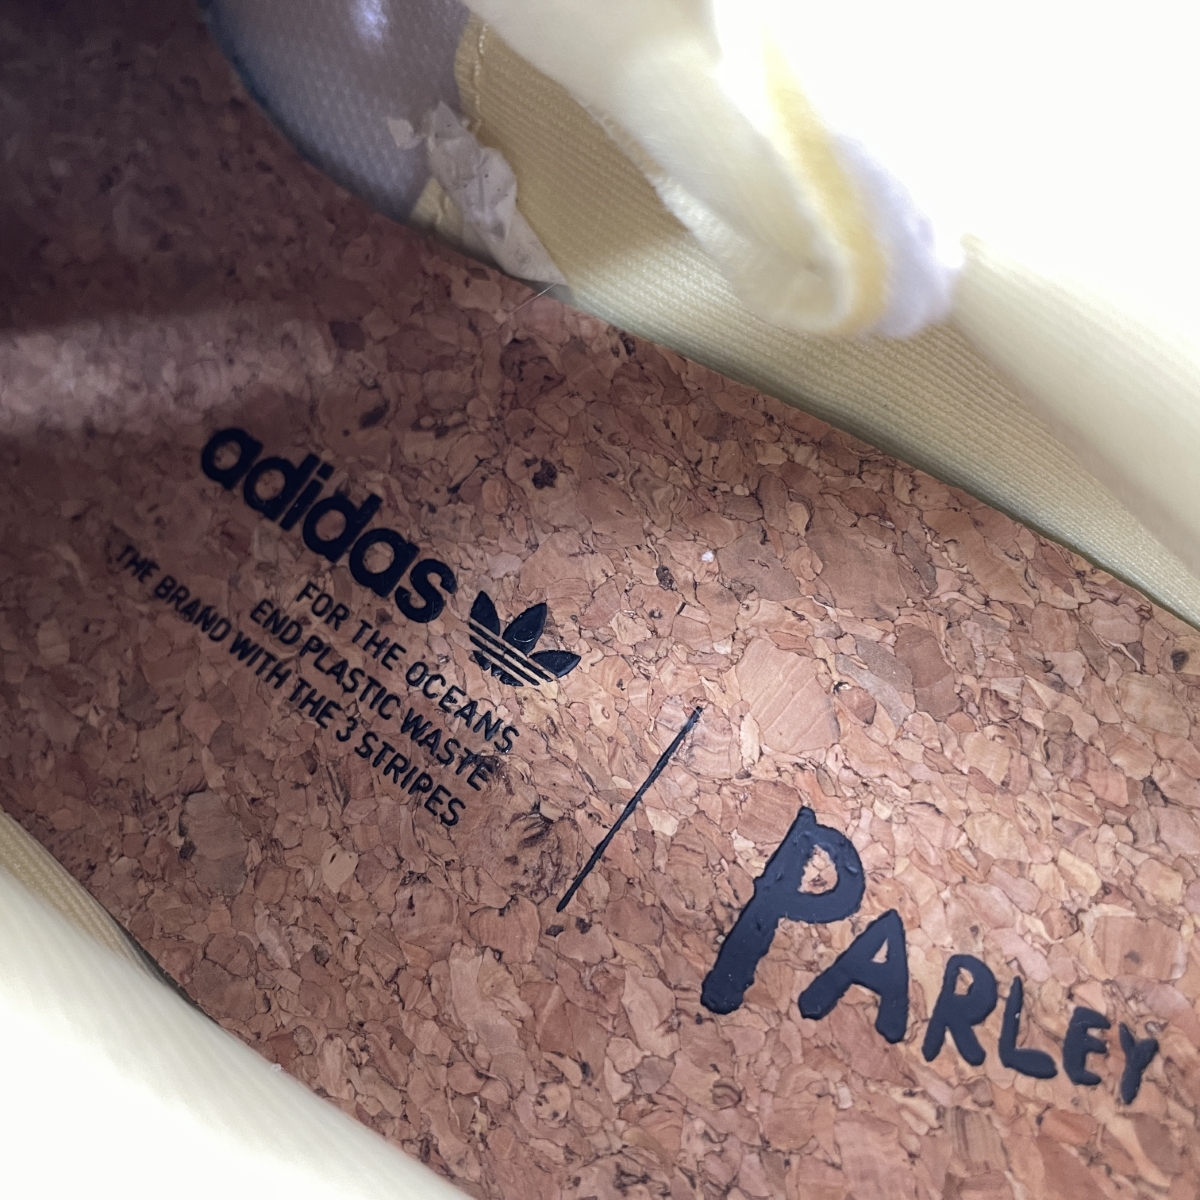 adidas
FOR THE OCEANS
END PLASTIC WASTE
THE BRAND WITH THE 3 STRIPES
PARLEY